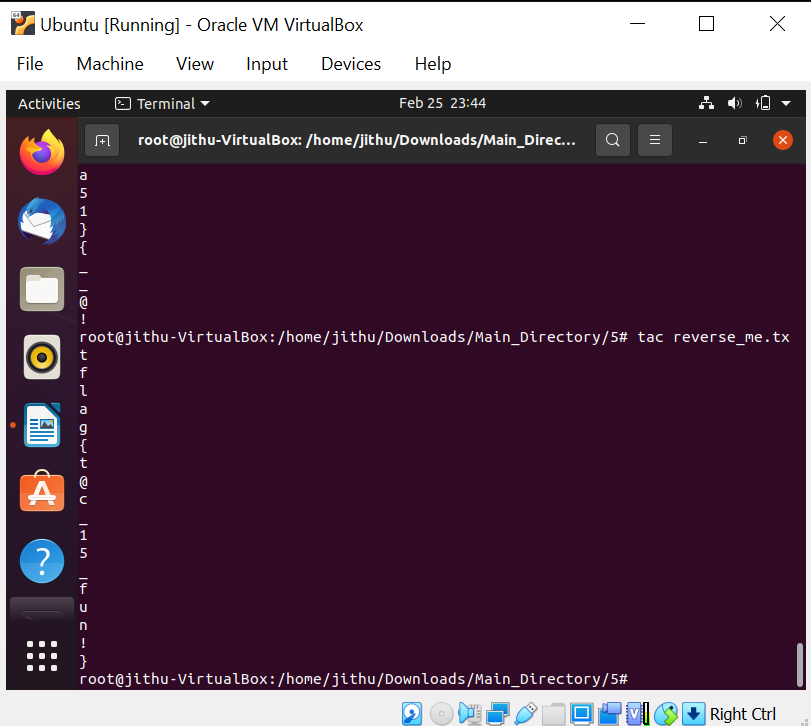 Ubuntu [Running] - Oracle VM VirtualBox
File Machine View Input Devices Help
Activities Terminal Feb 25 23:44
root@jithu-VirtualBox: /home/jithu/Downloads/Main_Direc...
a
5
1
}
{
_
_
@
!
root@jithu-VirtualBox:/home/jithu/Downloads/Main_Directory/5# tac reverse_me.tx
t
f
l
a
g
{
t
@
c
_
1
5
_
f
u
n
!
}
root@jithu-VirtualBox:/home/jithu/Downloads/Main_Directory/5#
Right Ctrl